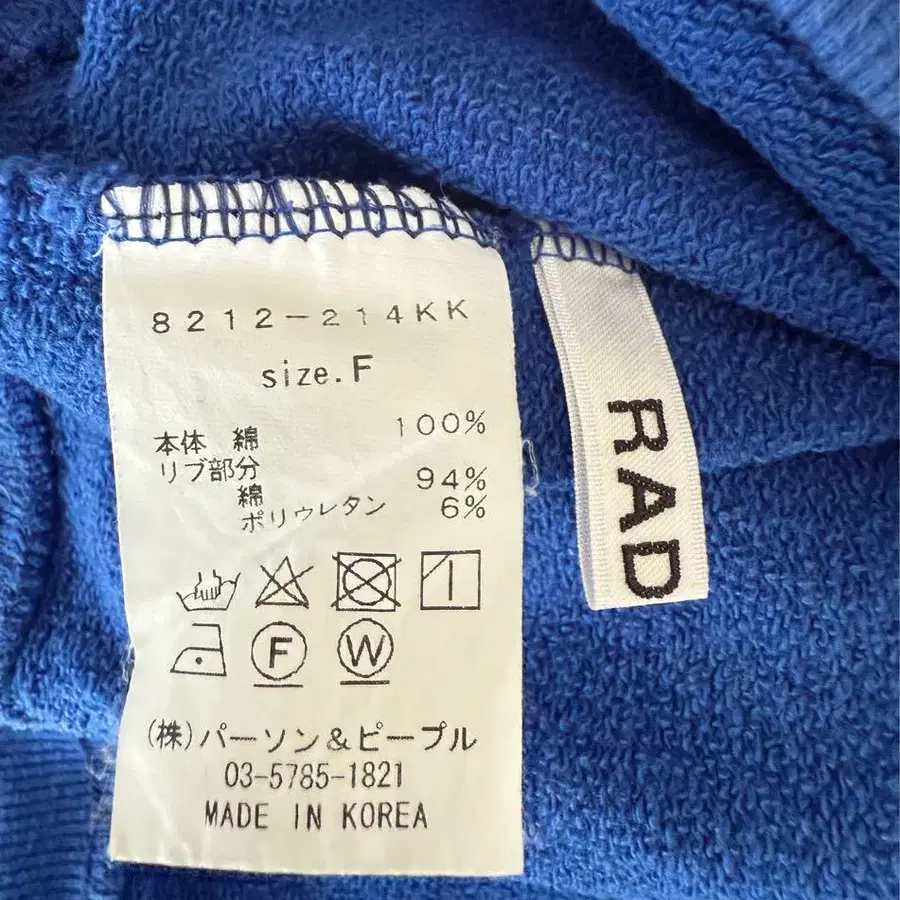 8212-214KK
size.F
本体 綿 100%
リブ部分
綿 94%
ポリウレタン 6%
F W
(株)パーソン&ピープル
03-5785-1821
MADE IN KOREA
RAD